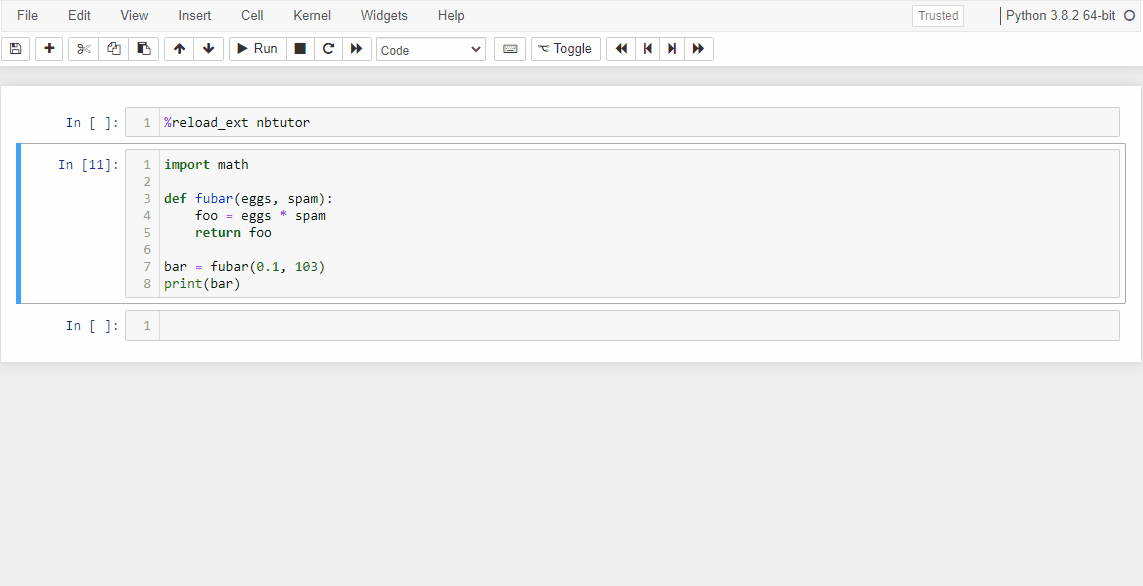 File Edit View Insert Cell Kernel Widgets Help Trusted Python 3.8.2 64-bit
Run Code Toggle
In [ ]: 1 %reload_ext nbtutor
In [11]: 1 import math
2
3 def fubar(eggs, spam):
4     foo = eggs * spam
5     return foo
6
7 bar = fubar(0.1, 103)
8 print(bar)
In [ ]: 1